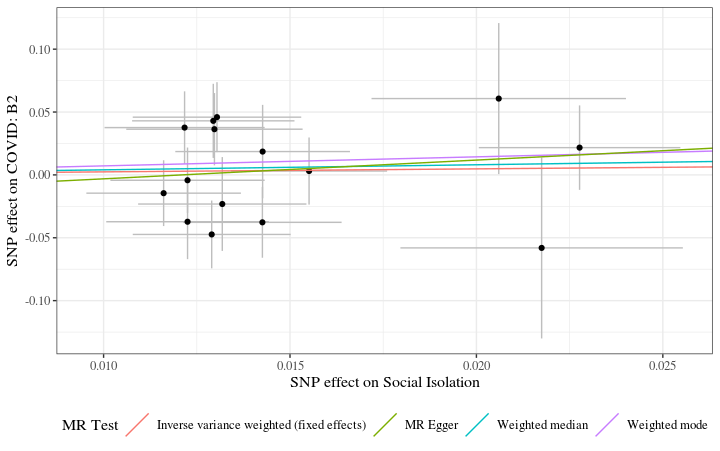 0.10
0.05
0.00
-0.05
-0.10
SNP effect on COVID: B2
0.010
0.015
0.020
0.025
SNP effect on Social Isolation
MR Test
Inverse variance weighted (fixed effects)
MR Egger
Weighted median
Weighted mode